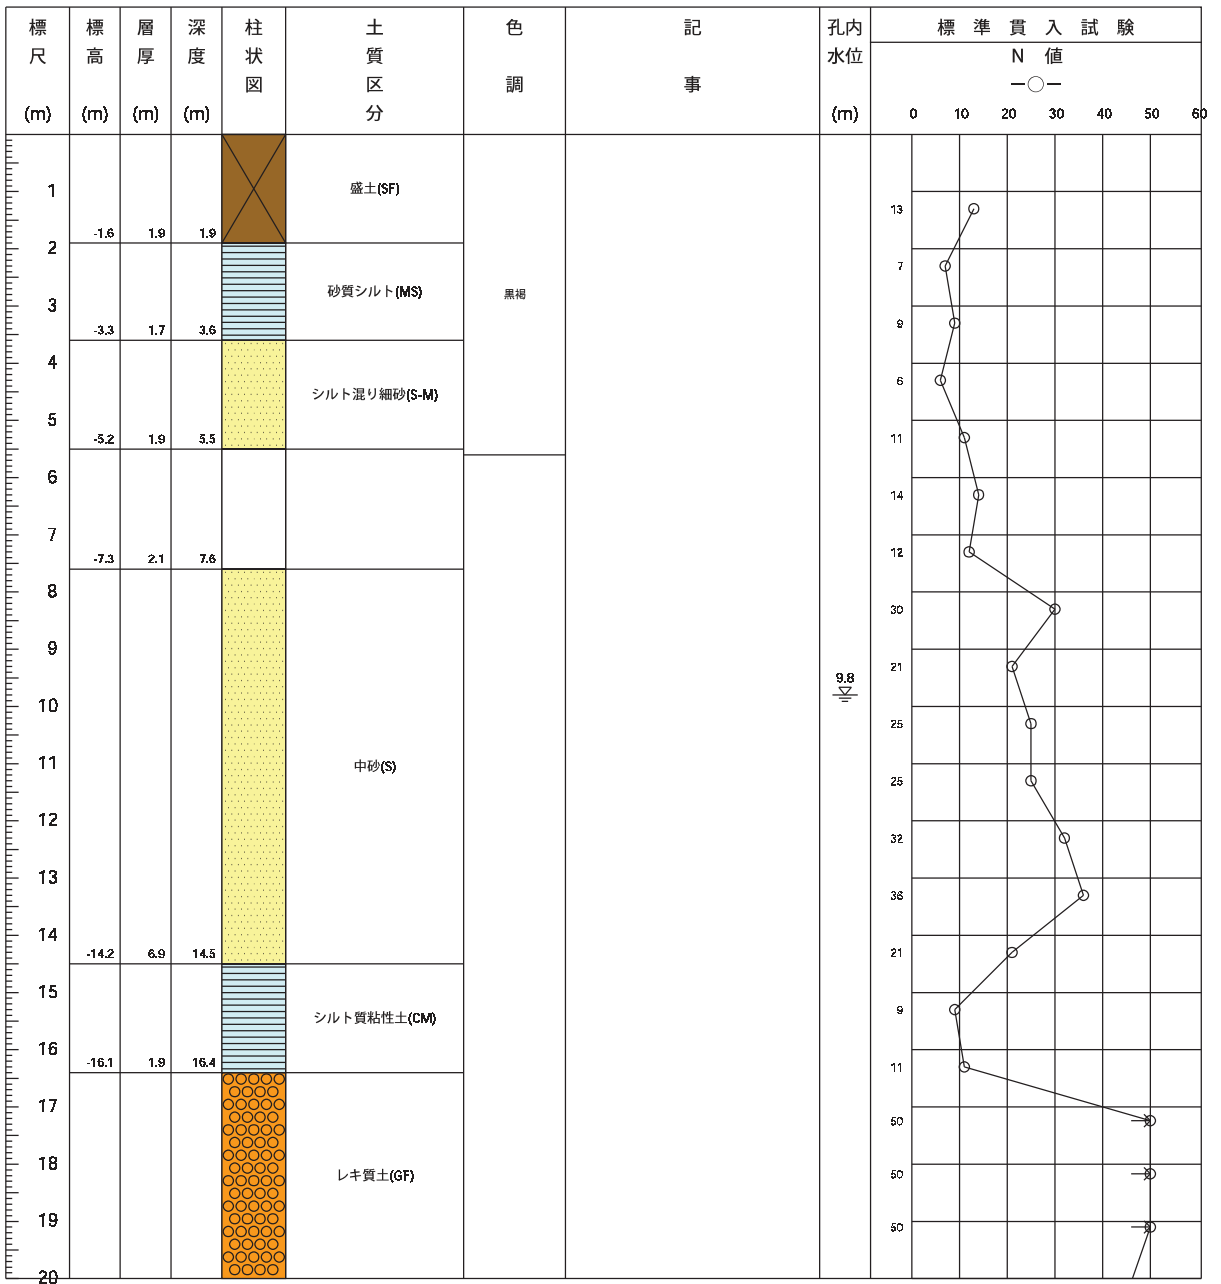 標尺(m)
標高(m)
層厚(m)
深度(m)
柱状図
土質区分
色調
記事
孔内水位(m)
標準貫入試験
N 値
0 10 20 30 40 50 60
1
盛土(SF)
13
-1.6 1.9 1.9
2
7
砂質シルト(MS)
黒褐
3
9
-3.3 1.7 3.6
4
6
シルト混り細砂(S-M)
5
11
-5.2 1.9 5.5
6
14
7
12
-7.3 2.1 7.6
8
30
9
21
9.8
10
25
11
中砂(S)
25
12
32
13
36
14
21
-14.2 6.9 14.5
15
9
シルト質粘性土(CM)
16
11
-16.1 1.9 16.4
17
50
18
50
レキ質土(GF)
19
50
20